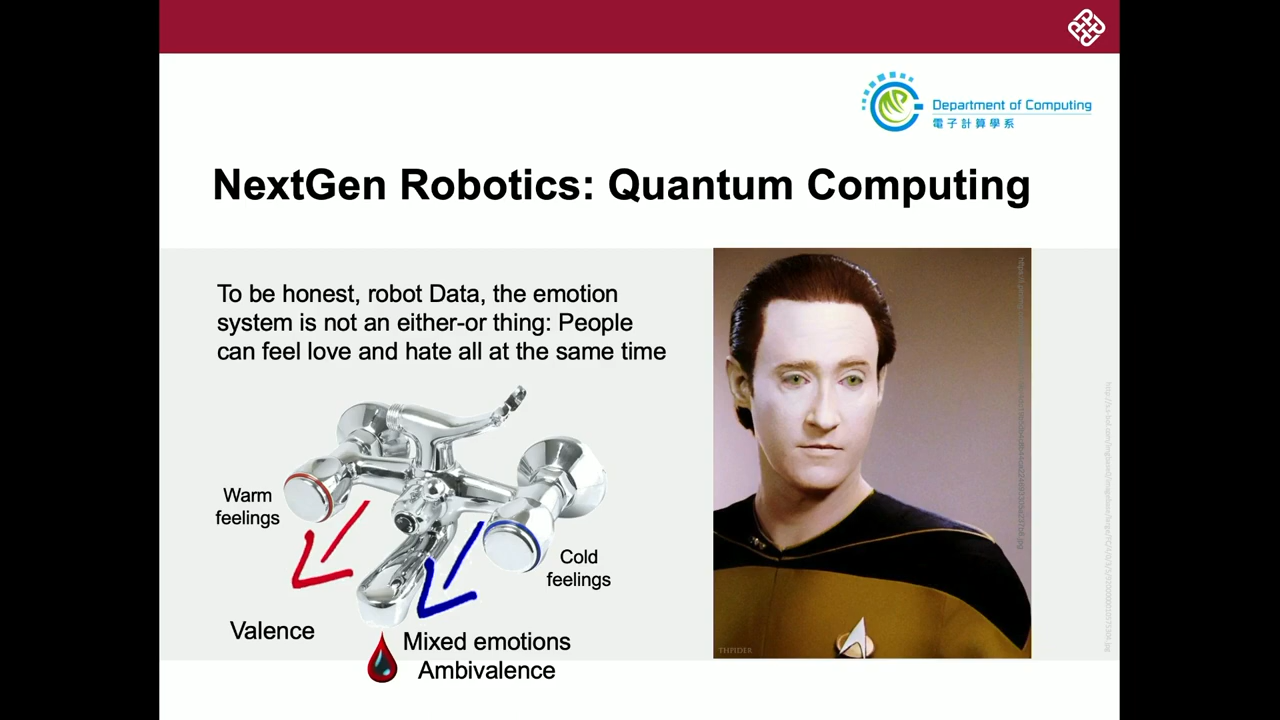 Department of Computing
電子計算學系
NextGen Robotics: Quantum Computing
To be honest, robot Data, the emotion
system is not an either-or thing: People
can feel love and hate all at the same time
Warm
feelings
Cold
feelings
Valence
Mixed emotions
Ambivalence
THPIDER